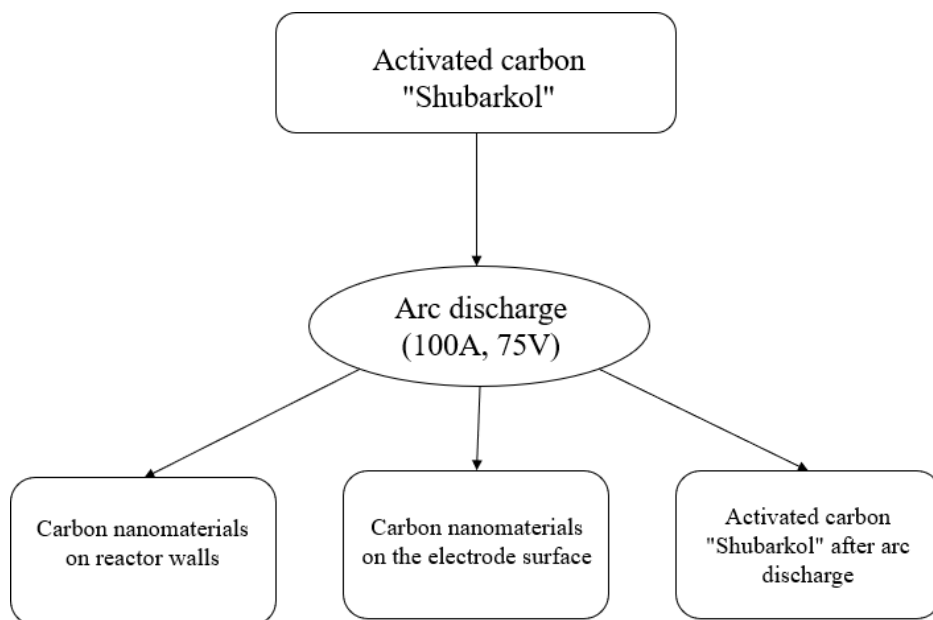 Activated carbon
"Shubarkol"
Arc discharge
(100A, 75V)
Carbon nanomaterials
on reactor walls
Carbon nanomaterials
on the electrode surface
Activated carbon
"Shubarkol" after arc
discharge